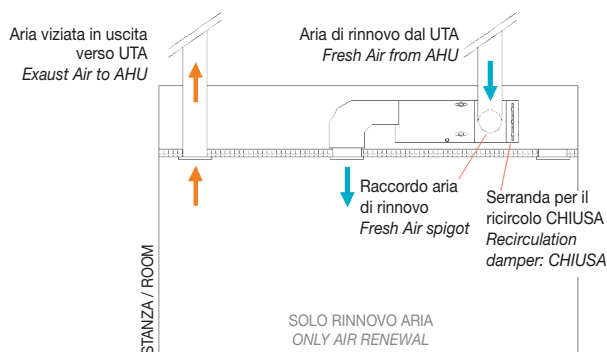 Aria viziata in uscita
verso UTA
Exaust Air to AHU
Aria di rinnovo dal UTA
Fresh Air from AHU
Raccordo aria
di rinnovo
Fresh Air spigot
Serranda per il
ricircolo CHIUSA
Recirculation
damper: CHIUSA
STANZA / ROOM
SOLO RINNOVO ARIA
ONLY AIR RENEWAL